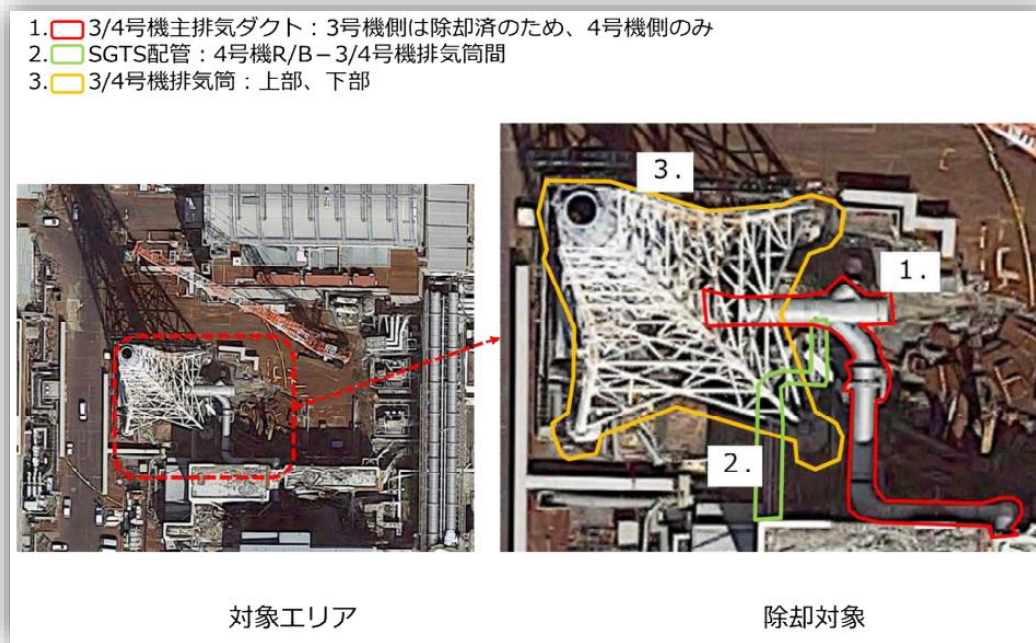 1. 3/4号機主排気ダクト：3号機側は除却済のため、4号機側のみ
2. SGTS配管：4号機R/B－3/4号機排気筒間
3. 3/4号機排気筒：上部、下部
3.
1.
2.
対象エリア
除却対象